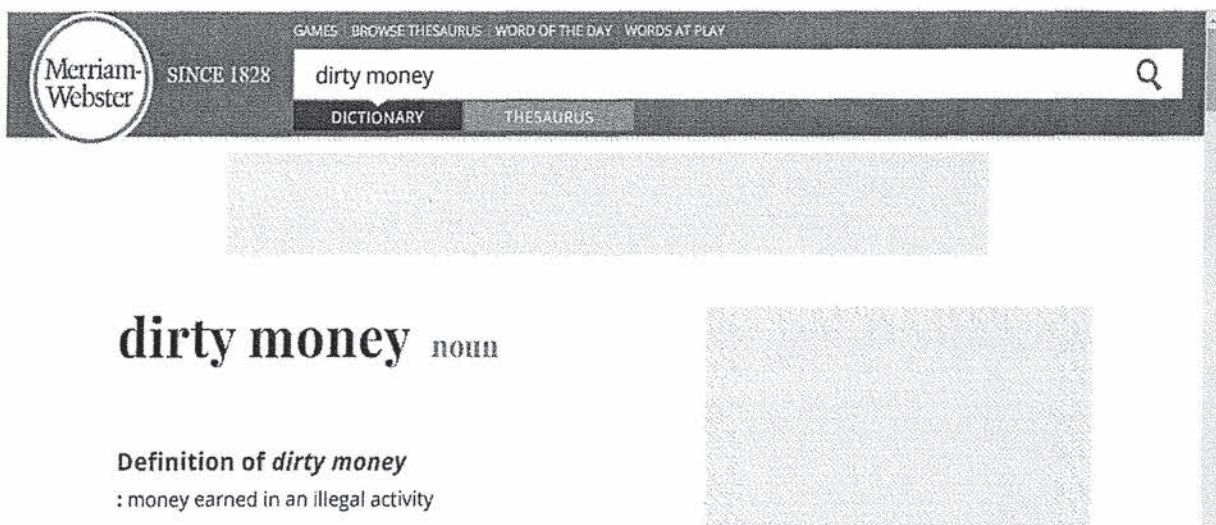 GAMES BROWSE THESAURUS WORD OF THE DAY WORDS AT PLAY
Merriam-
Webster
SINCE 1828
dirty money
DICTIONARY THESAURUS
dirty money noun
Definition of dirty money
: money earned in an illegal activity